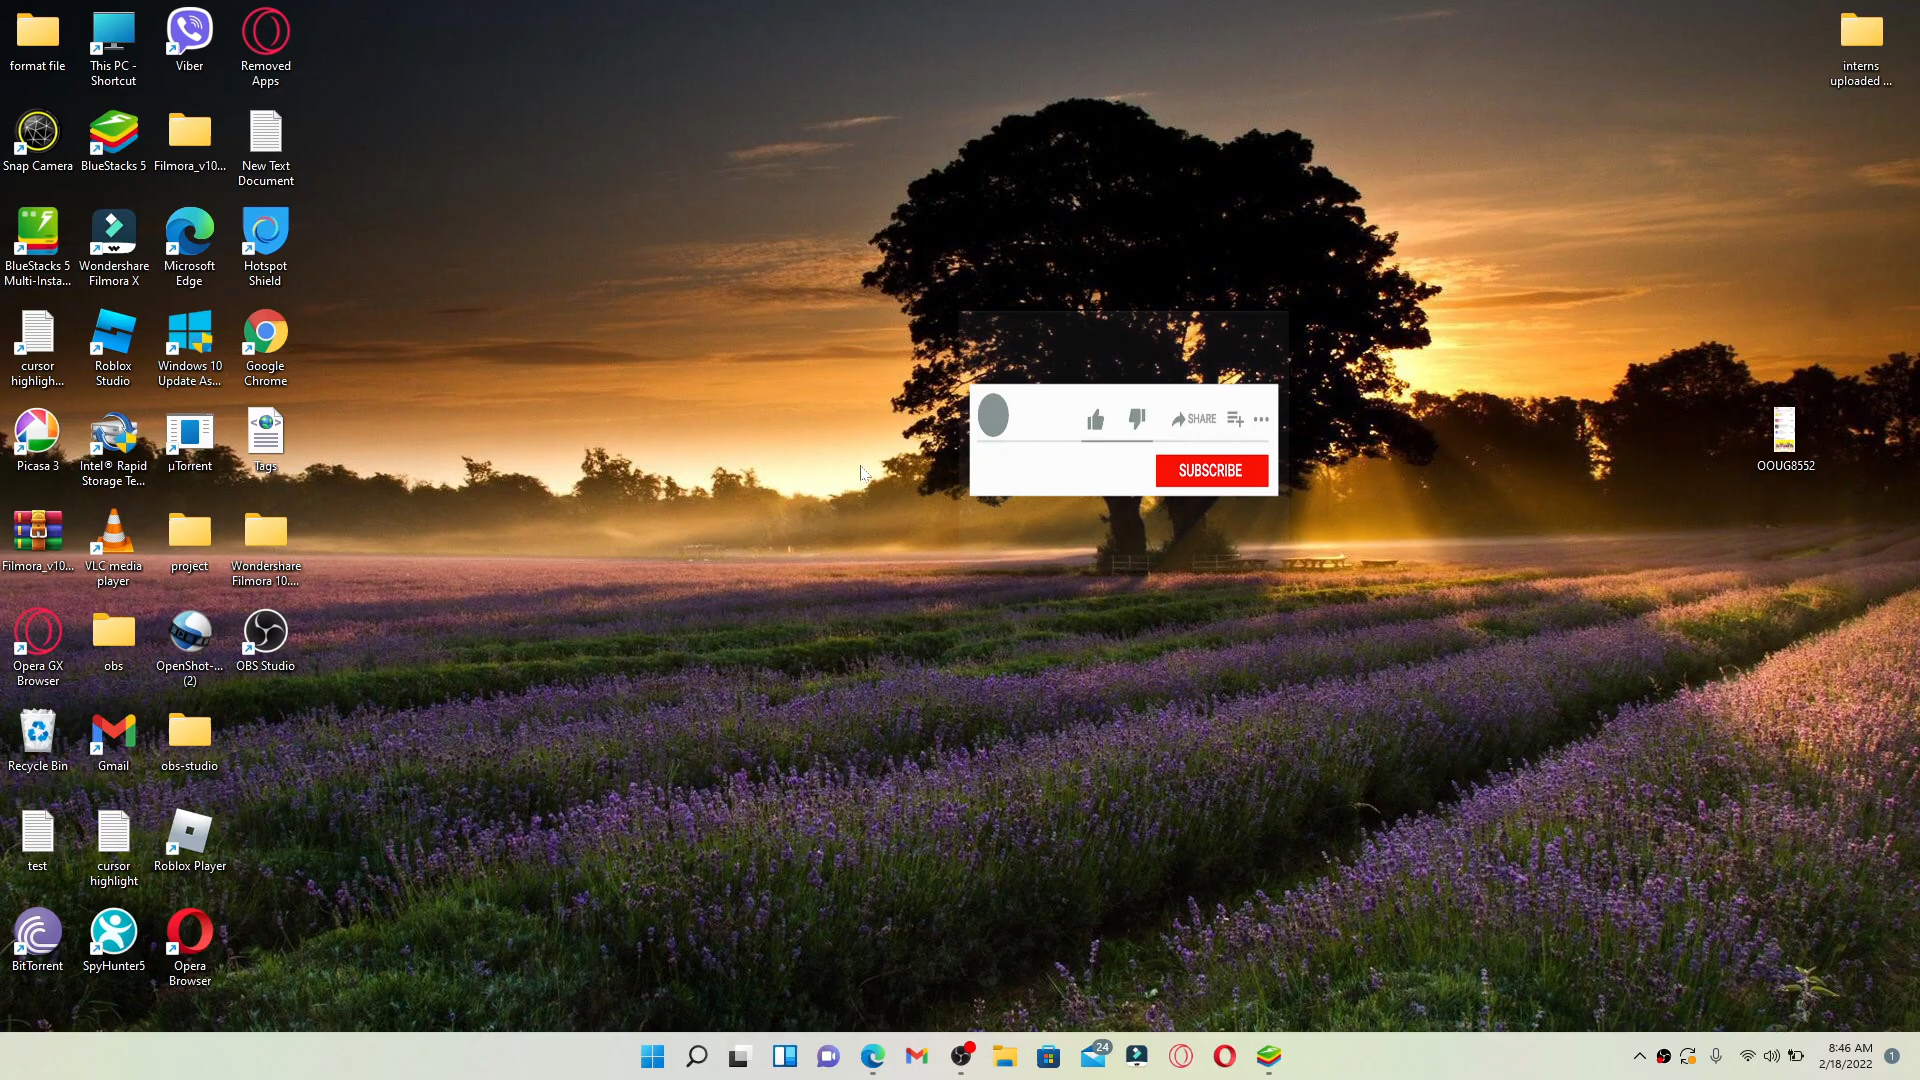 format file
This PC -
Shortcut
Viber
Removed
Apps
interns
uploaded ...
Snap Camera
BlueStacks 5
Filmora_v10...
New Text
Document
BlueStacks 5
Multi-Insta...
Wondershare
Filmora X
Microsoft
Edge
Hotspot
Shield
cursor
highligh...
Roblox
Studio
Windows 10
Update As...
Google
Chrome
SHARE
SUBSCRIBE
Picasa 3
Intel® Rapid
Storage Te...
µTorrent
Tags
OOUG8552
Filmora_v10...
VLC media
player
project
Wondershare
Filmora 10....
Opera GX
Browser
obs
OpenShot-...
(2)
OBS Studio
Recycle Bin
Gmail
obs-studio
test
cursor
highlight
Roblox Player
BitTorrent
SpyHunter5
Opera
Browser
24
8:46 AM
2/18/2022
1